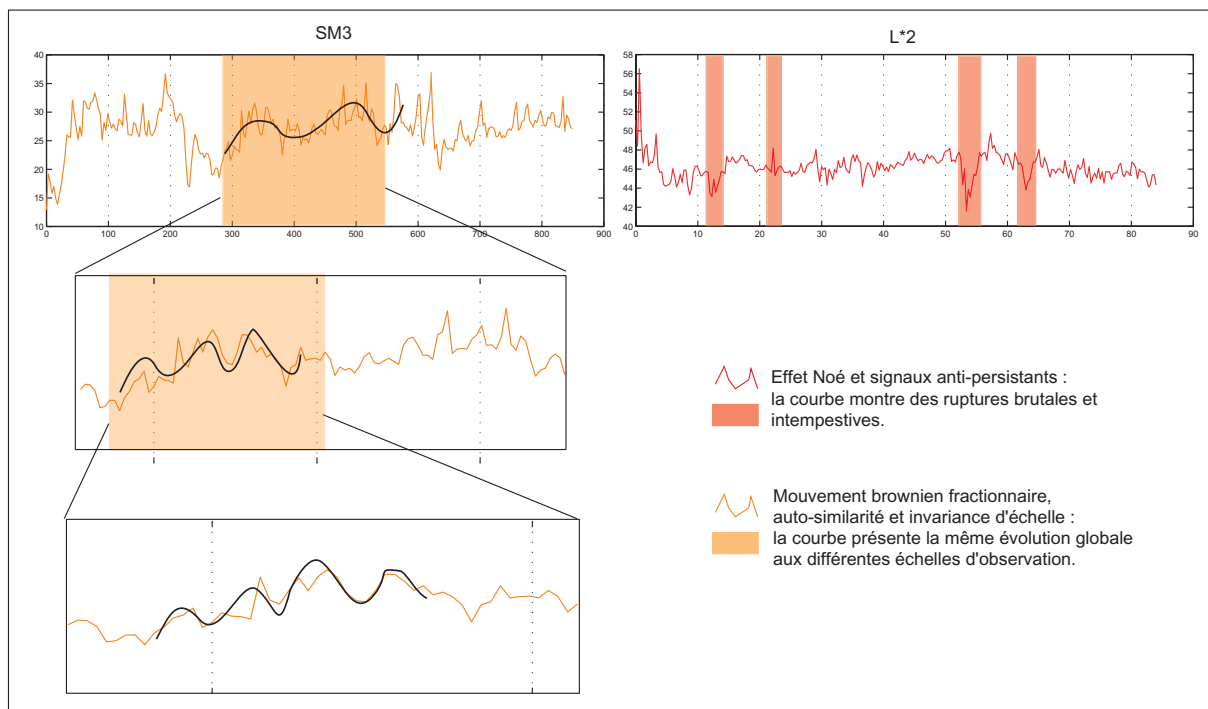 SM3
40
35
30
25
20
15
10
0 100 200 300 400 500 600 700 800 900
L*2
58
56
54
52
50
48
46
44
42
40
0 10 20 30 40 50 60 70 80 90
Effet Noé et signaux anti-persistants :
la courbe montre des ruptures brutales et
intempestives.
Mouvement brownien fractionnaire,
auto-similarité et invariance d'échelle :
la courbe présente la même évolution globale
aux différentes échelles d'observation.